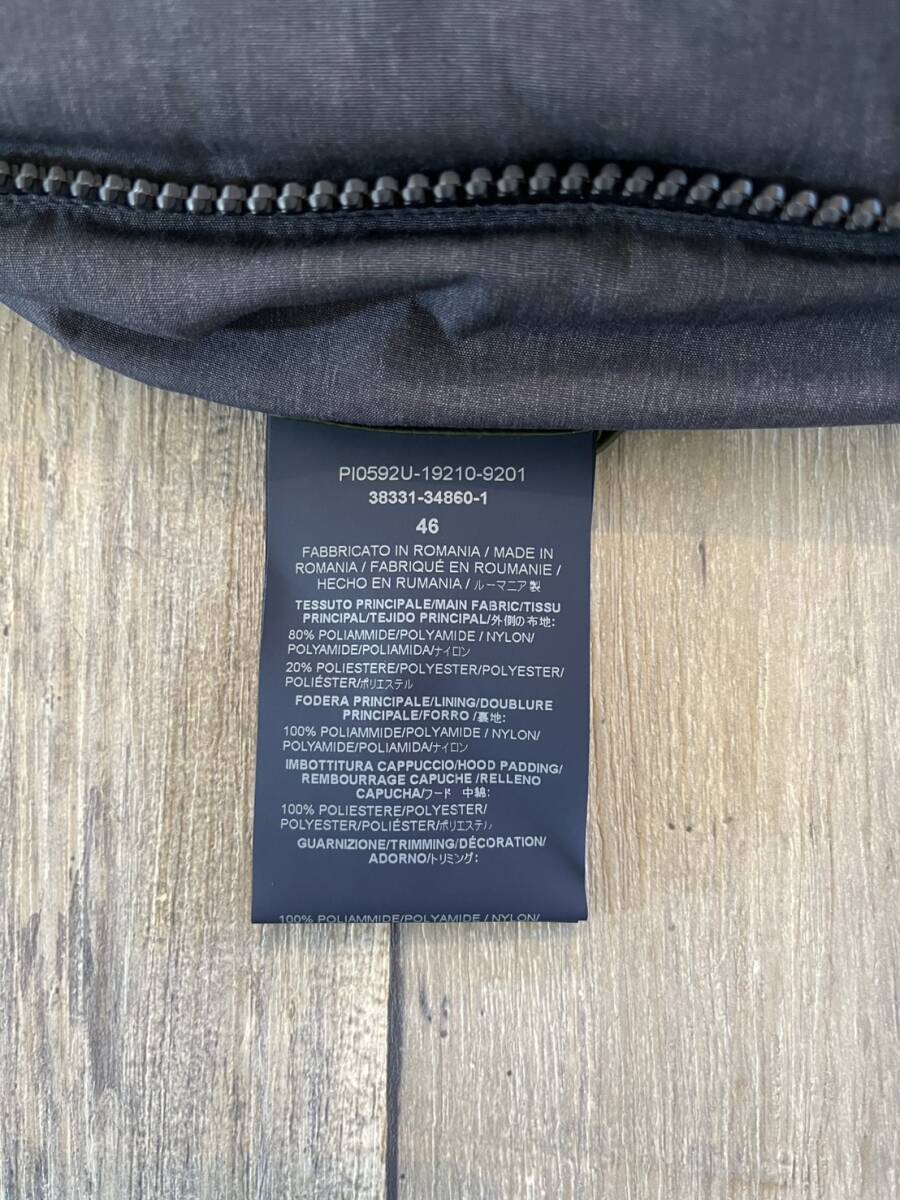 PI0592U-19210-9201
38331-34860-1
46
FABBRICATO IN ROMANIA / MADE IN
ROMANIA / FABRIQUÉ EN ROUMANIE /
HECHO EN RUMANIA / ルーマニア製
TESSUTO PRINCIPALE/MAIN FABRIC/TISSU
PRINCIPAL/TEJIDO PRINCIPAL/外側の布地:
80% POLIAMMIDE/POLYAMIDE / NYLON/
POLYAMIDE/POLIAMIDA/ナイロン
20% POLIESTERE/POLYESTER/POLYESTER/
POLIÉSTER/ポリエステル
FODERA PRINCIPALE/LINING/DOUBLURE
PRINCIPALE/FORRO /裏地:
100% POLIAMMIDE/POLYAMIDE / NYLON/
POLYAMIDE/POLIAMIDA/ナイロン
IMBOTTITURA CAPPUCCIO/HOOD PADDING/
REMBOURRAGE CAPUCHE /RELLENO
CAPUCHA/フード 中綿:
100% POLIESTERE/POLYESTER/
POLYESTER/POLIÉSTER/ポリエステル
GUARNIZIONE/TRIMMING/DÉCORATION/
ADORNO/トリミング:
100% POLIAMMIDE/POLYAMIDE / NYLON/